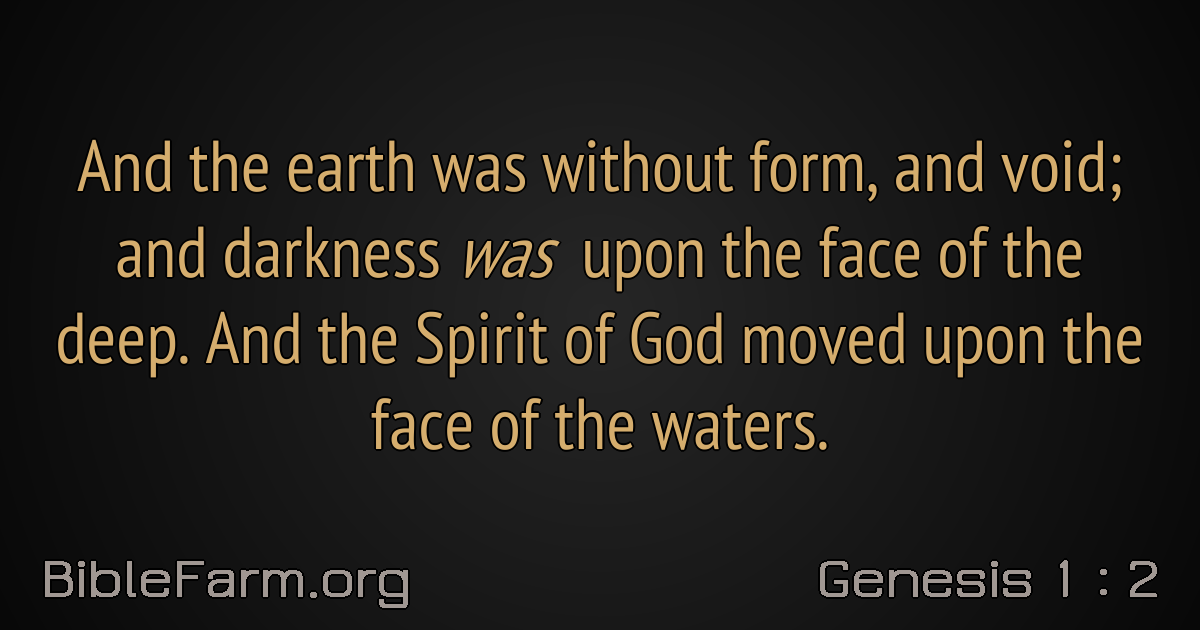 And the earth was without form, and void;
and darkness was upon the face of the
deep. And the Spirit of God moved upon the
face of the waters.
BibleFarm.org
Genesis 1 : 2